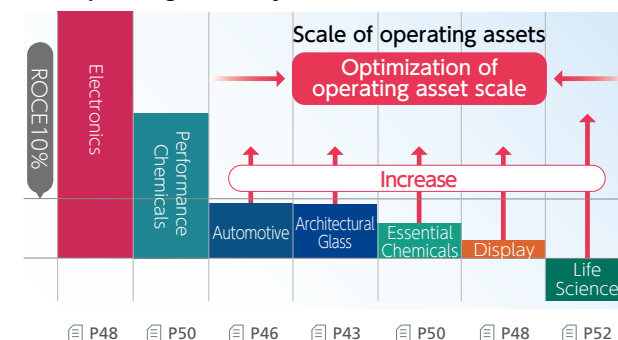 Scale of operating assets
Optimization of
operating asset scale
ROCE10%
Electronics
Performance
Chemicals
Increase
Automotive
Architectural
Glass
Essential
Chemicals
Display
Life
Science
P48
P50
P46
P43
P50
P48
P52